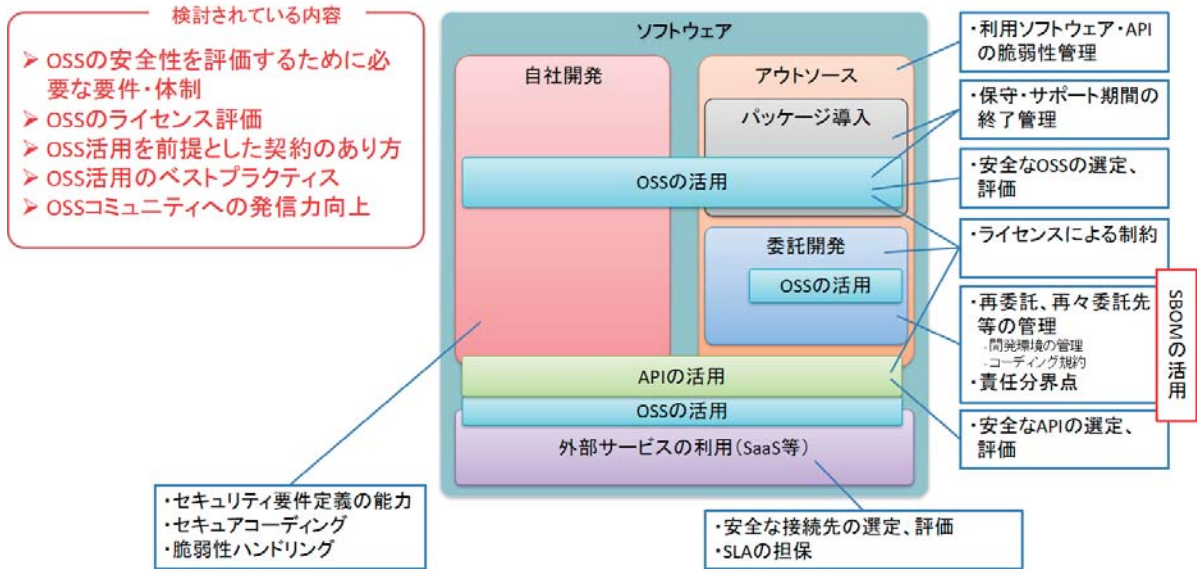 検討されている内容
➢ OSSの安全性を評価するために必
要な要件・体制
➢ OSSのライセンス評価
➢ OSS活用を前提とした契約のあり方
➢ OSS活用のベストプラクティス
➢ OSSコミュニティへの発信力向上
ソフトウェア
自社開発
アウトソース
パッケージ導入
OSSの活用
委託開発
OSSの活用
APIの活用
OSSの活用
外部サービスの利用(SaaS等)
・利用ソフトウェア・API
の脆弱性管理
・保守・サポート期間の
終了管理
・安全なOSSの選定、
評価
・ライセンスによる制約
・再委託、再々委託先
等の管理
-開発環境の管理
-コーディング規約
・責任分界点
・安全なAPIの選定、
評価
SBOMの活用
・セキュリティ要件定義の能力
・セキュアコーディング
・脆弱性ハンドリング
・安全な接続先の選定、評価
・SLAの担保